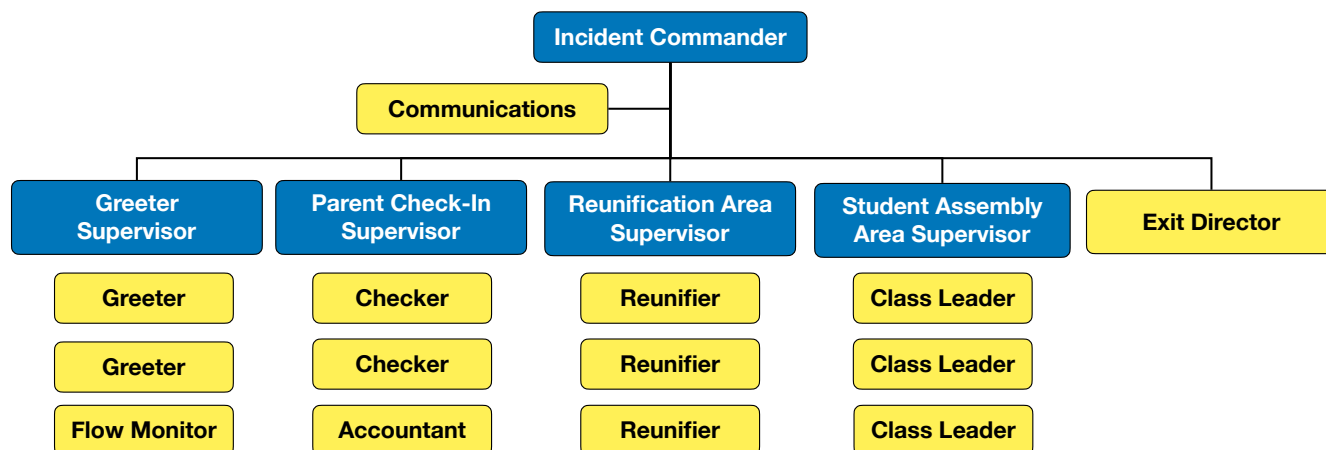 Incident Commander
Communications
Greeter
Supervisor
Parent Check-In
Supervisor
Reunification Area
Supervisor
Student Assembly
Area Supervisor
Exit Director
Greeter
Checker
Reunifier
Class Leader
Greeter
Checker
Reunifier
Class Leader
Flow Monitor
Accountant
Reunifier
Class Leader